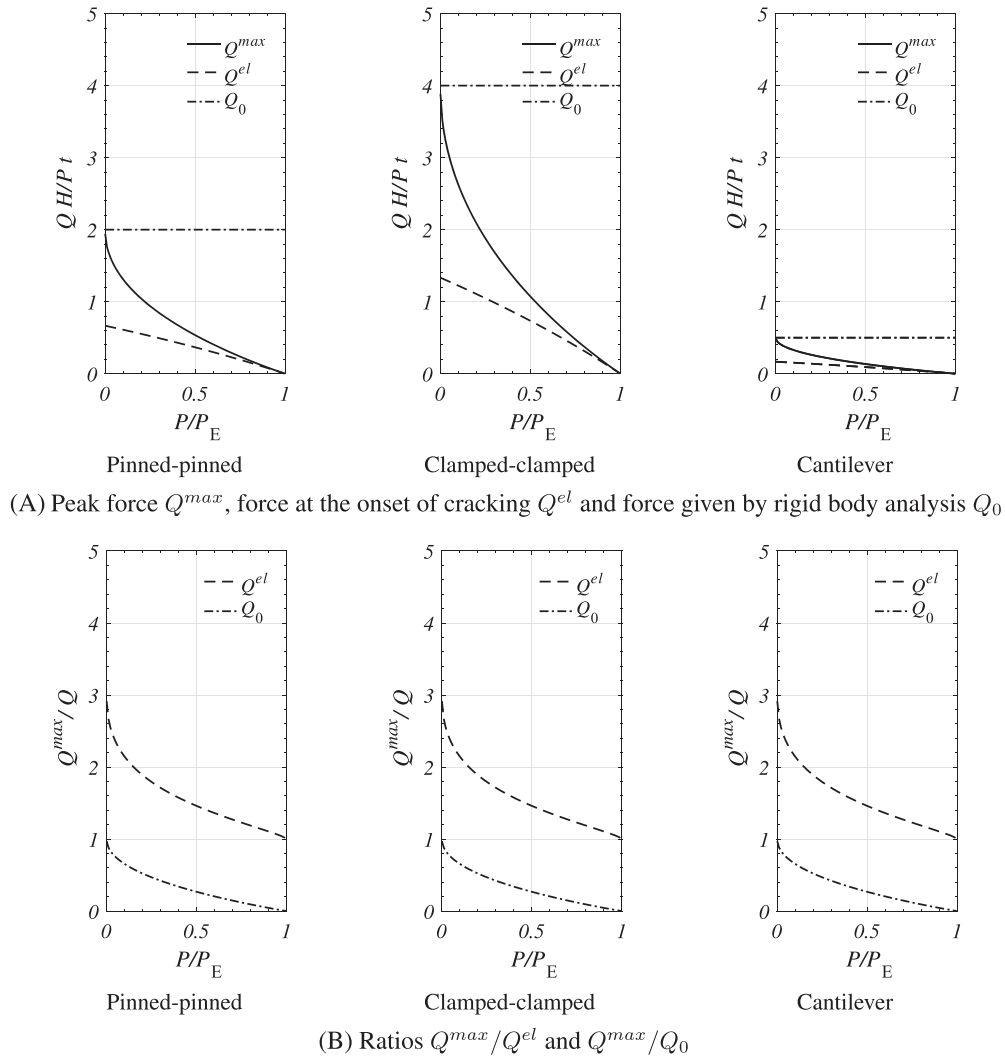 5
4
3
2
1
0
Q H/P t
Q^max
Q^el
Q_0
0
0.5
1
P/P_E
Pinned-pinned
5
4
3
2
1
0
Q H/P t
Q^max
Q^el
Q_0
0
0.5
1
P/P_E
Clamped-clamped
5
4
3
2
1
0
Q H/P t
Q^max
Q^el
Q_0
0
0.5
1
P/P_E
Cantilever
(A) Peak force Q^max, force at the onset of cracking Q^el and force given by rigid body analysis Q_0
5
4
3
2
1
0
Q^max/ Q
Q^el
Q_0
0
0.5
1
P/P_E
Pinned-pinned
5
4
3
2
1
0
Q^max/ Q
Q^el
Q_0
0
0.5
1
P/P_E
Clamped-clamped
5
4
3
2
1
0
Q^max/ Q
Q^el
Q_0
0
0.5
1
P/P_E
Cantilever
(B) Ratios Q^max/Q^el and Q^max/Q_0